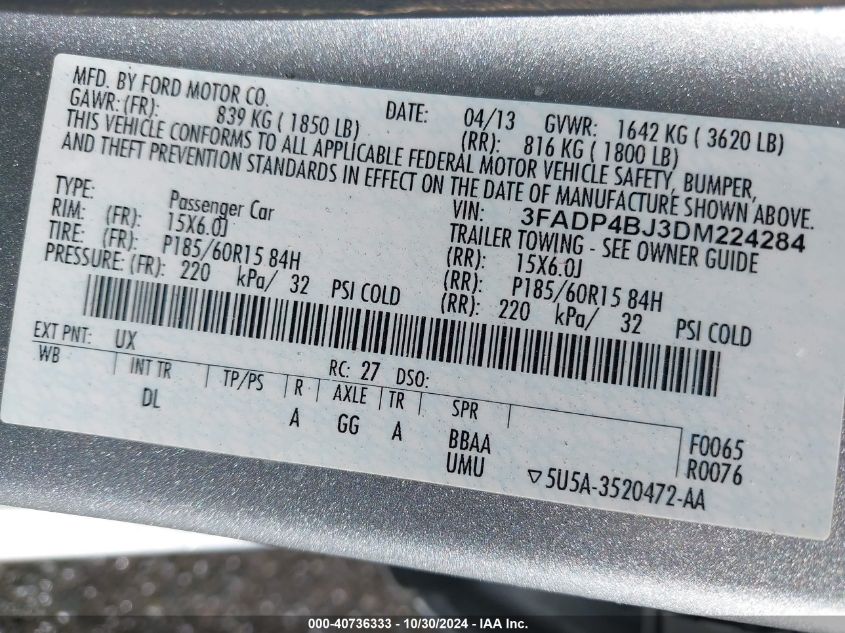 MFD. BY FORD MOTOR CO.
DATE: 04/13 GVWR: 1642 KG ( 3620 LB)
GAWR: (FR): 839 KG ( 1850 LB) (RR): 816 KG ( 1800 LB)
THIS VEHICLE CONFORMS TO ALL APPLICABLE FEDERAL MOTOR VEHICLE SAFETY, BUMPER,
AND THEFT PREVENTION STANDARDS IN EFFECT ON THE DATE OF MANUFACTURE SHOWN ABOVE.
VIN: 3FADP4BJ3DM224284
TYPE: Passenger Car TRAILER TOWING - SEE OWNER GUIDE
RIM: (FR): 15X6.0J (RR): 15X6.0J
TIRE: (FR): P185/60R15 84H (RR): P185/60R15 84H
PRESSURE: (FR): 220 kPa/ 32 PSI COLD (RR): 220 kPa/ 32 PSI COLD
EXT PNT: UX RC: 27 DSO:
WB INT TR TP/PS R AXLE TR SPR
DL A GG A BBAA F0065
UMU R0076
▽5U5A-3520472-AA
000-40736333 - 10/30/2024 - IAA Inc.